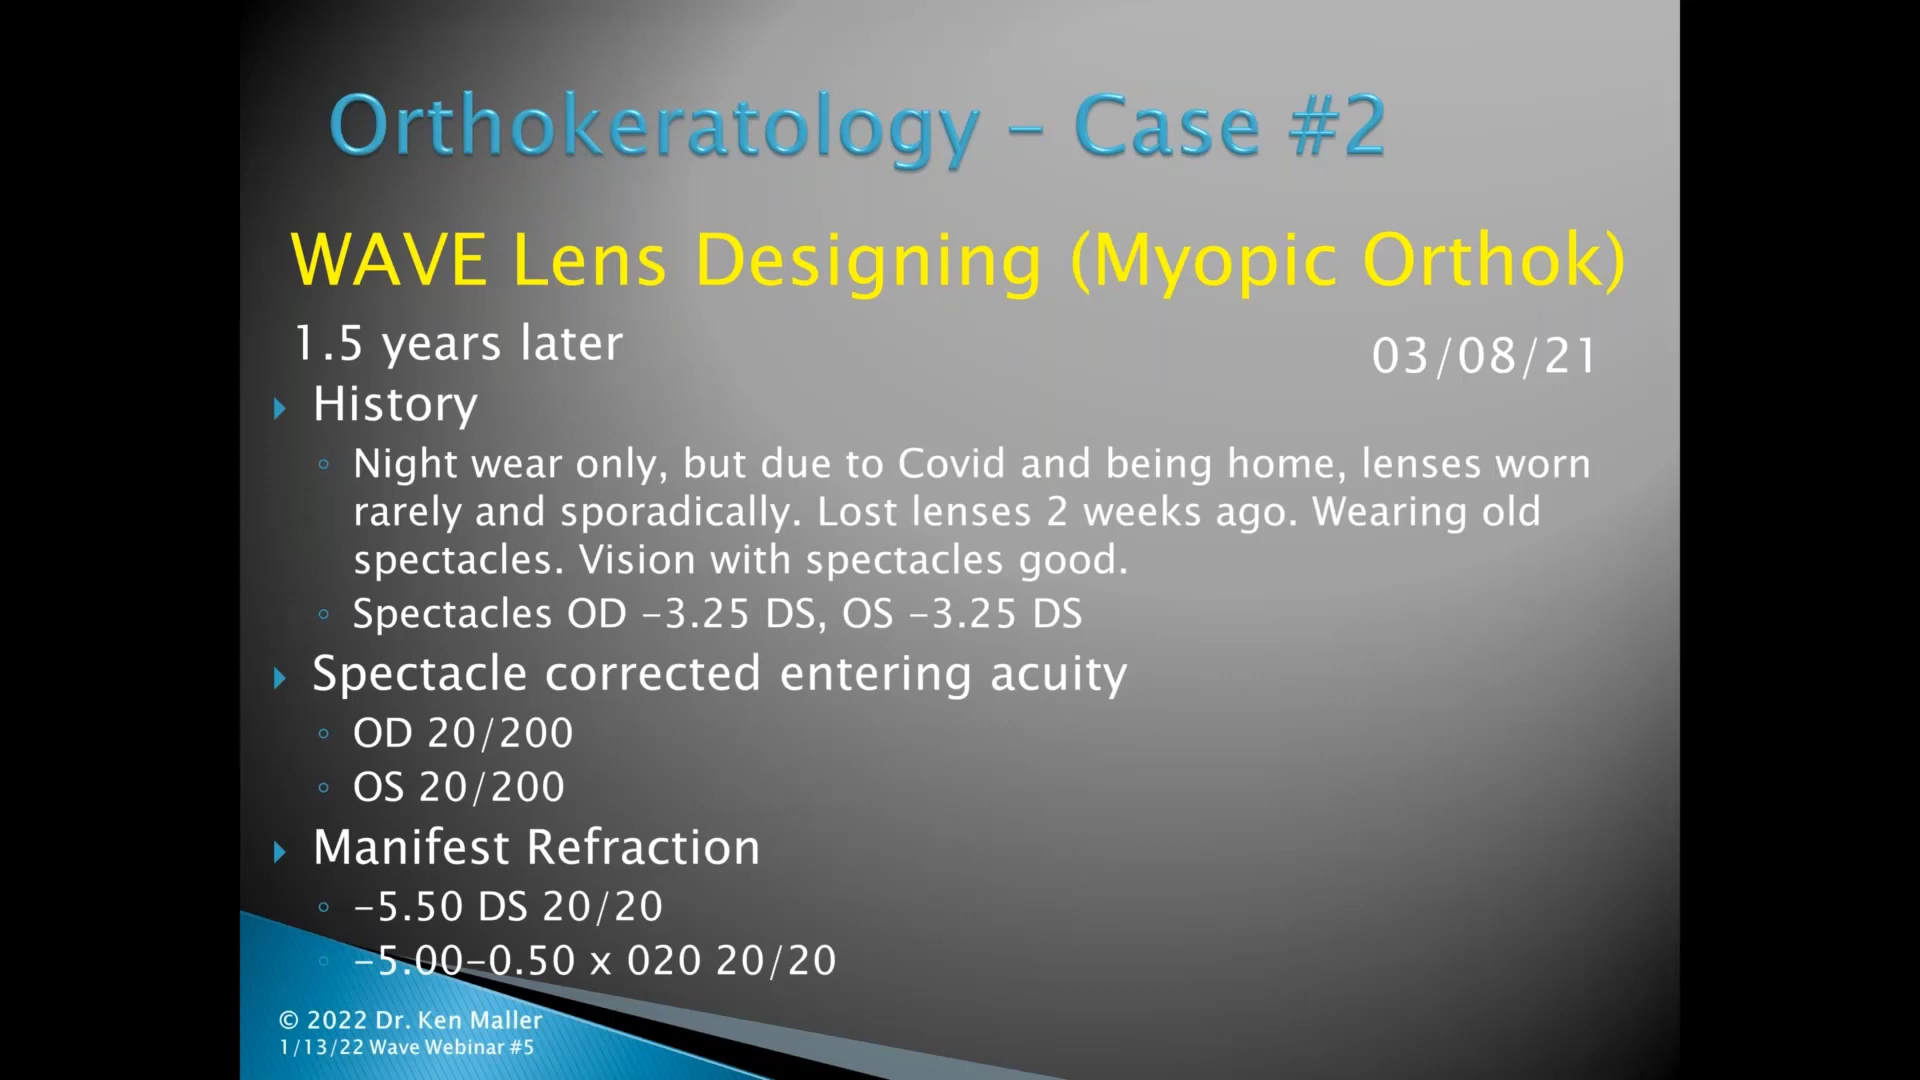 Orthokeratology – Case #2
WAVE Lens Designing (Myopic Orthok)
1.5 years later
03/08/21
History
Night wear only, but due to Covid and being home, lenses worn
rarely and sporadically. Lost lenses 2 weeks ago. Wearing old
spectacles. Vision with spectacles good.
Spectacles OD –3.25 DS, OS –3.25 DS
Spectacle corrected entering acuity
OD 20/200
OS 20/200
Manifest Refraction
–5.50 DS 20/20
–5.00–0.50 x 020 20/20
© 2022 Dr. Ken Maller
1/13/22 Wave Webinar #5